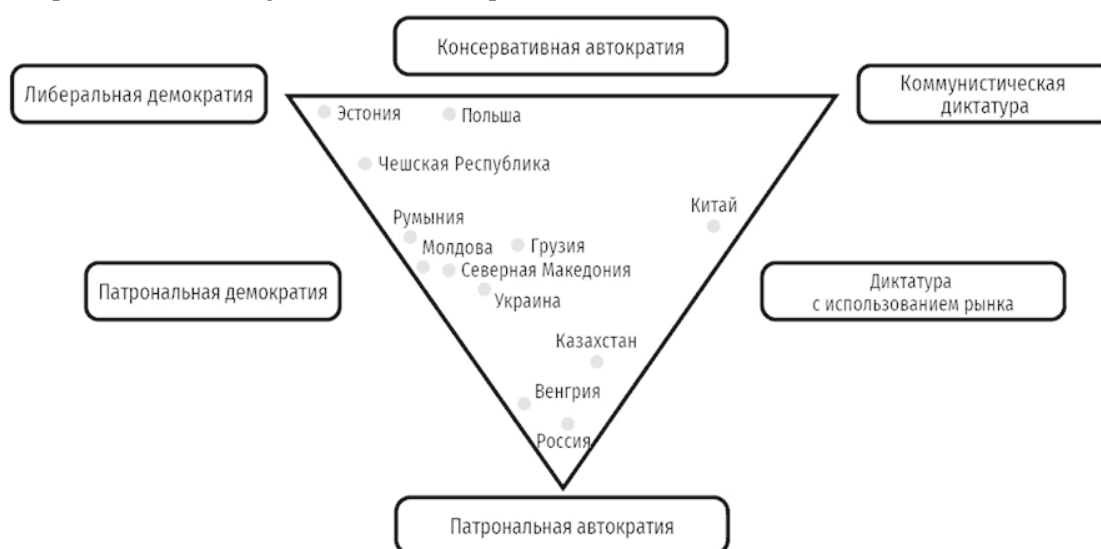 Консервативная автократия
Либеральная демократия
Коммунистическая
диктатура
Эстония
Польша
Чешская Республика
Китай
Румыния
Молдова
Грузия
Северная Македония
Патрональная демократия
Диктатура
с использованием рынка
Украина
Казахстан
Венгрия
Россия
Патрональная автократия